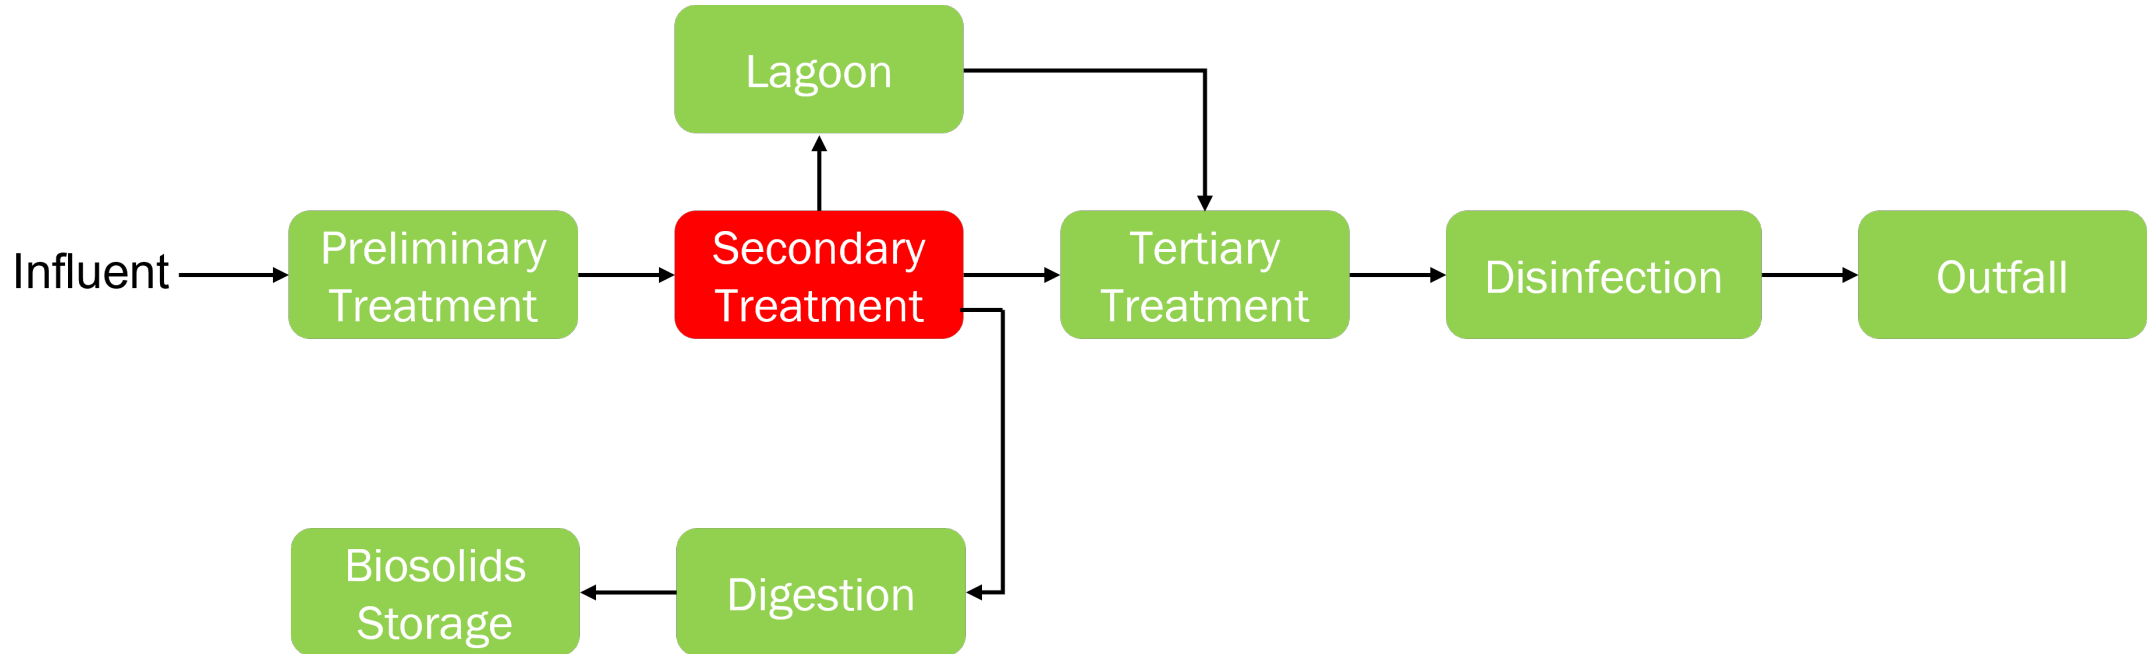 Lagoon
Influent
Preliminary
Treatment
Secondary
Treatment
Tertiary
Treatment
Disinfection
Outfall
Biosolids
Storage
Digestion